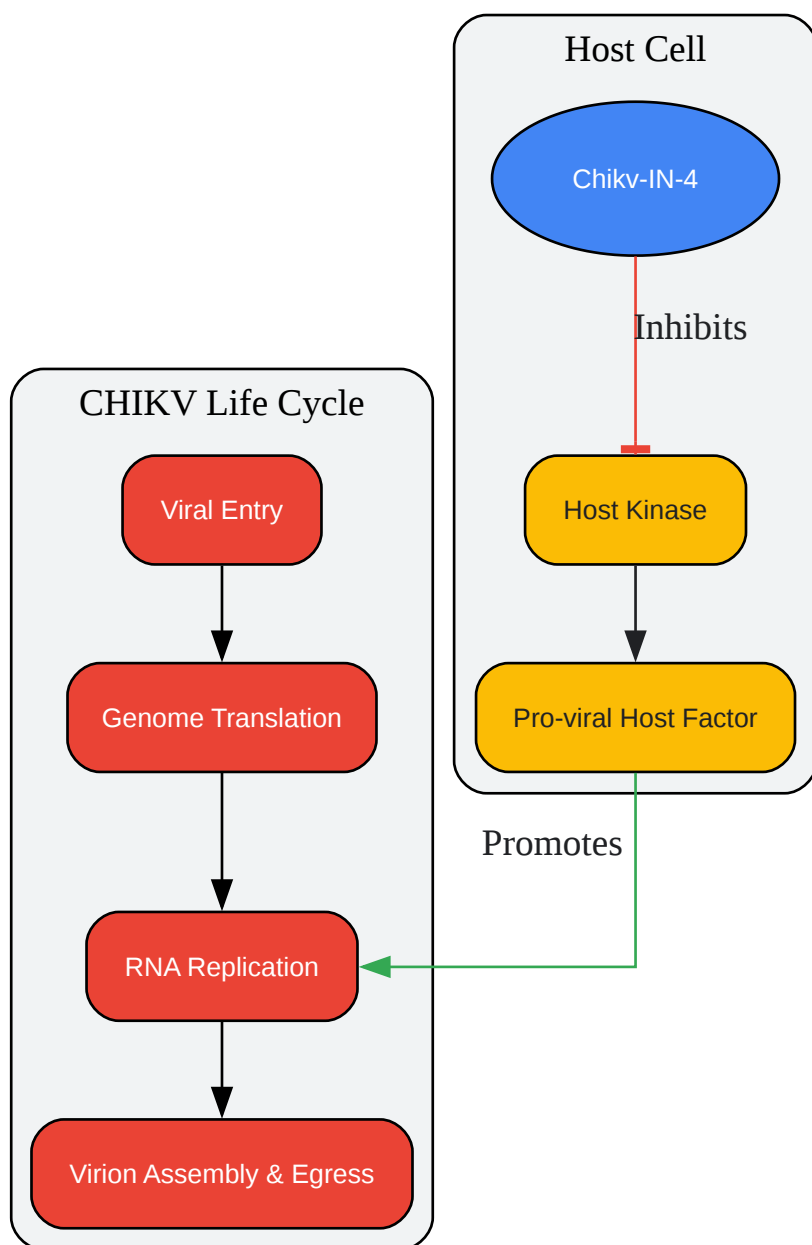 Host Cell
Chikv-IN-4
Inhibits
CHIKV Life Cycle
Viral Entry
Host Kinase
Genome Translation
Pro-viral Host Factor
Promotes
RNA Replication
Virion Assembly & Egress